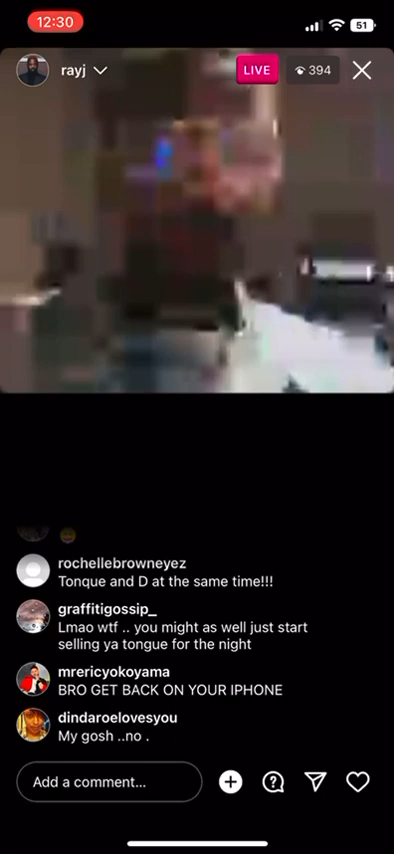 12:30
51
rayj
LIVE
394
rochellebrowneyez
Tonque and D at the same time!!!
graffitigossip_
Lmao wtf .. you might as well just start
selling ya tongue for the night
mrericyokoyama
BRO GET BACK ON YOUR IPHONE
dindaroelovesyou
My gosh ..no .
Add a comment...